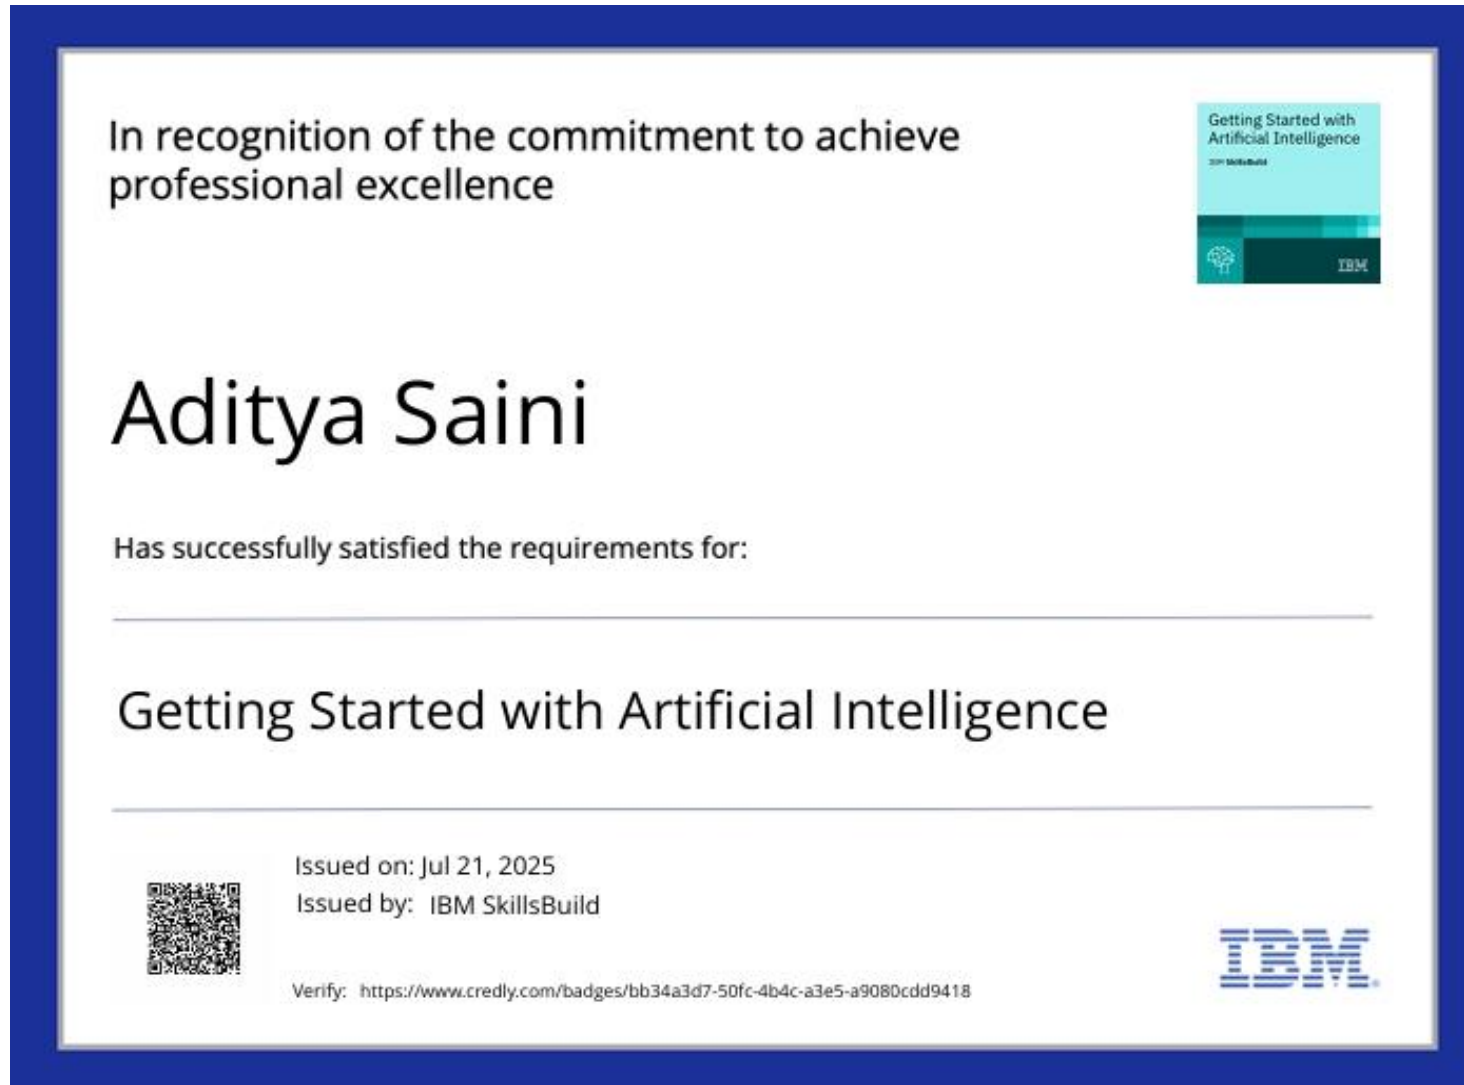 In recognition of the commitment to achieve
professional excellence
Getting Started with
Artificial Intelligence
IBM SkillsBuild
IBM
Aditya Saini
Has successfully satisfied the requirements for:
Getting Started with Artificial Intelligence
Issued on: Jul 21, 2025
Issued by: IBM SkillsBuild
Verify: https://www.credly.com/badges/bb34a3d7-50fc-4b4c-a3e5-a9080cdd9418
IBM